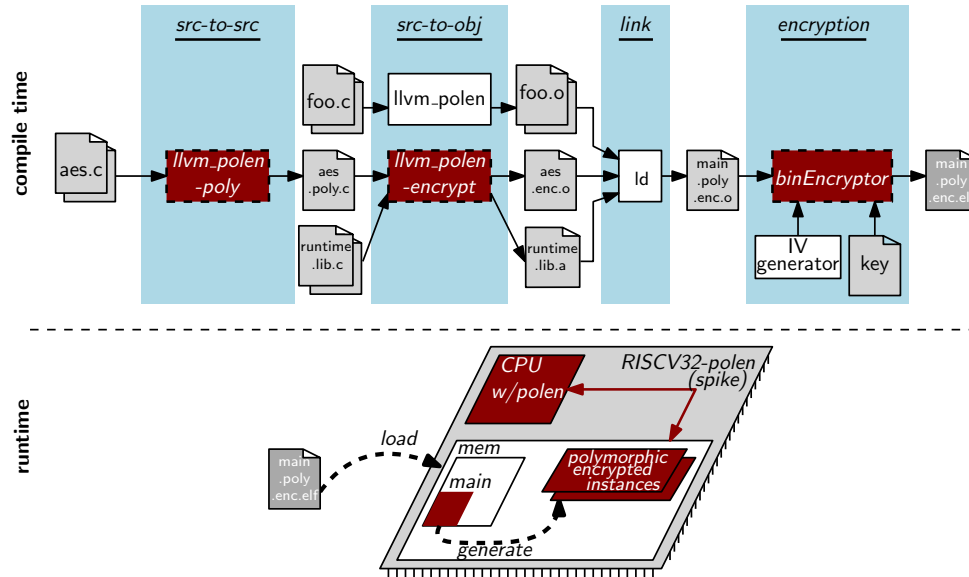 src-to-src
src-to-obj
link
encryption
compile time
foo.c
llvm_polen
foo.o
aes.c
llvm_polen
-poly
aes
.poly.c
llvm_polen
-encrypt
aes
.enc.o
ld
main
.poly
.enc.o
binEncryptor
main
.poly
.enc.elf
runtime
.lib.c
runtime
.lib.a
IV
generator
key
runtime
CPU
w/polen
RISCV32-polen
(spike)
load
mem
main
polymorphic
encrypted
instances
main
.poly
.enc.elf
generate